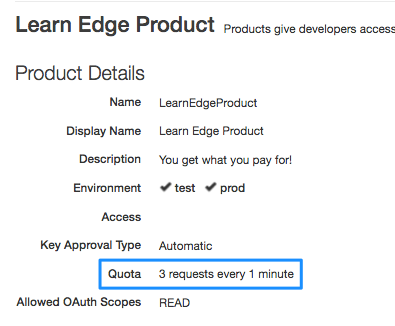 Learn Edge Product Products give developers access
Product Details
Name LearnEdgeProduct
Display Name Learn Edge Product
Description You get what you pay for!
Environment ✔ test ✔ prod
Access
Key Approval Type Automatic
Quota 3 requests every 1 minute
Allowed OAuth Scopes READ